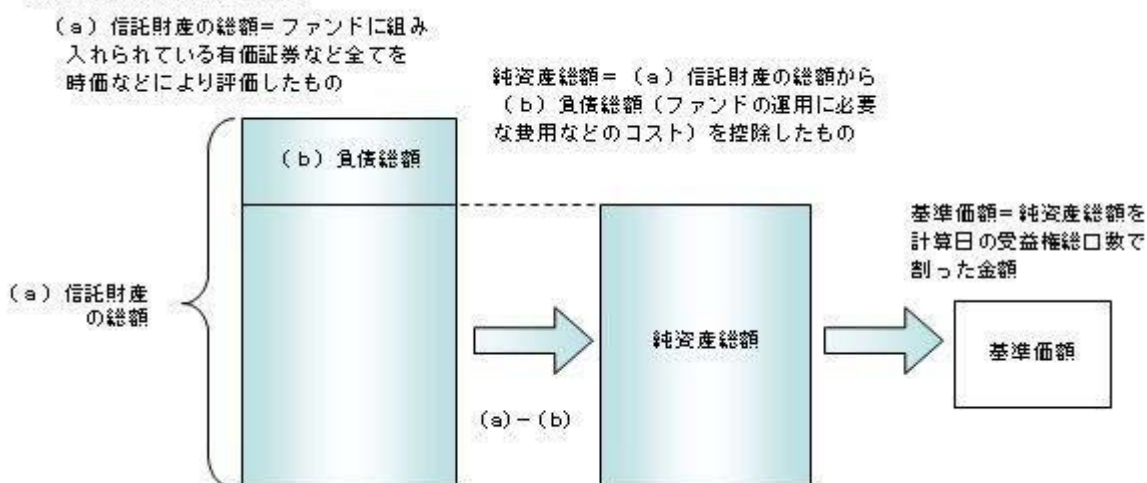 (a)信託財産の総額=ファンドに組み
入れられている有価証券など全てを
時価などにより評価したもの
純資産総額=(a)信託財産の総額から
(b)負債総額(ファンドの運用に必要
な費用などのコスト)を控除したもの
(b)負債総額
基準価額=純資産総額を
計算日の受益権総口数で
割った金額
(a)信託財産
の総額
純資産総額
基準価額
(a)-(b)